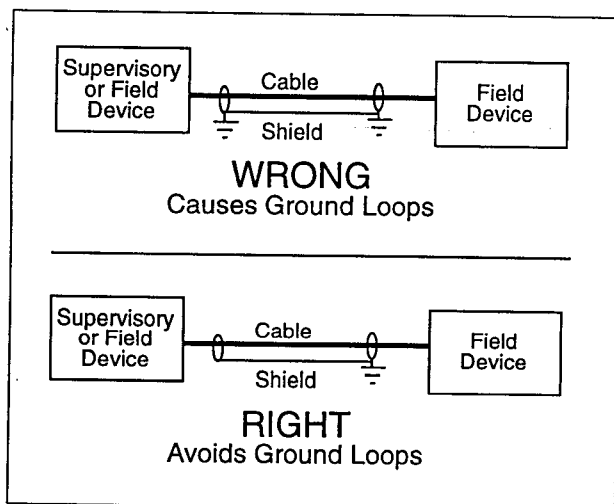 Supervisory
or Field
Device
Cable
Shield
Field
Device
WRONG
Causes Ground Loops
Supervisory
or Field
Device
Cable
Shield
Field
Device
RIGHT
Avoids Ground Loops